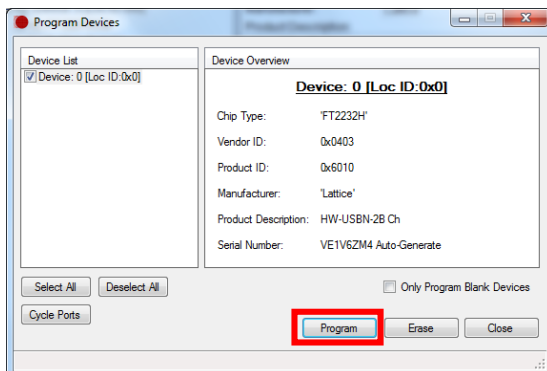 Program Devices
Device List
Device: 0 [Loc ID:0x0]
Device Overview
Device: 0 [Loc ID:0x0]
Chip Type: 'FT2232H'
Vendor ID: 0x0403
Product ID: 0x6010
Manufacturer: 'Lattice'
Product Description: HW-USBN-2B Ch
Serial Number: VE1V6ZM4 Auto-Generate
Select All Deselect All
Only Program Blank Devices
Cycle Ports
Program Erase Close